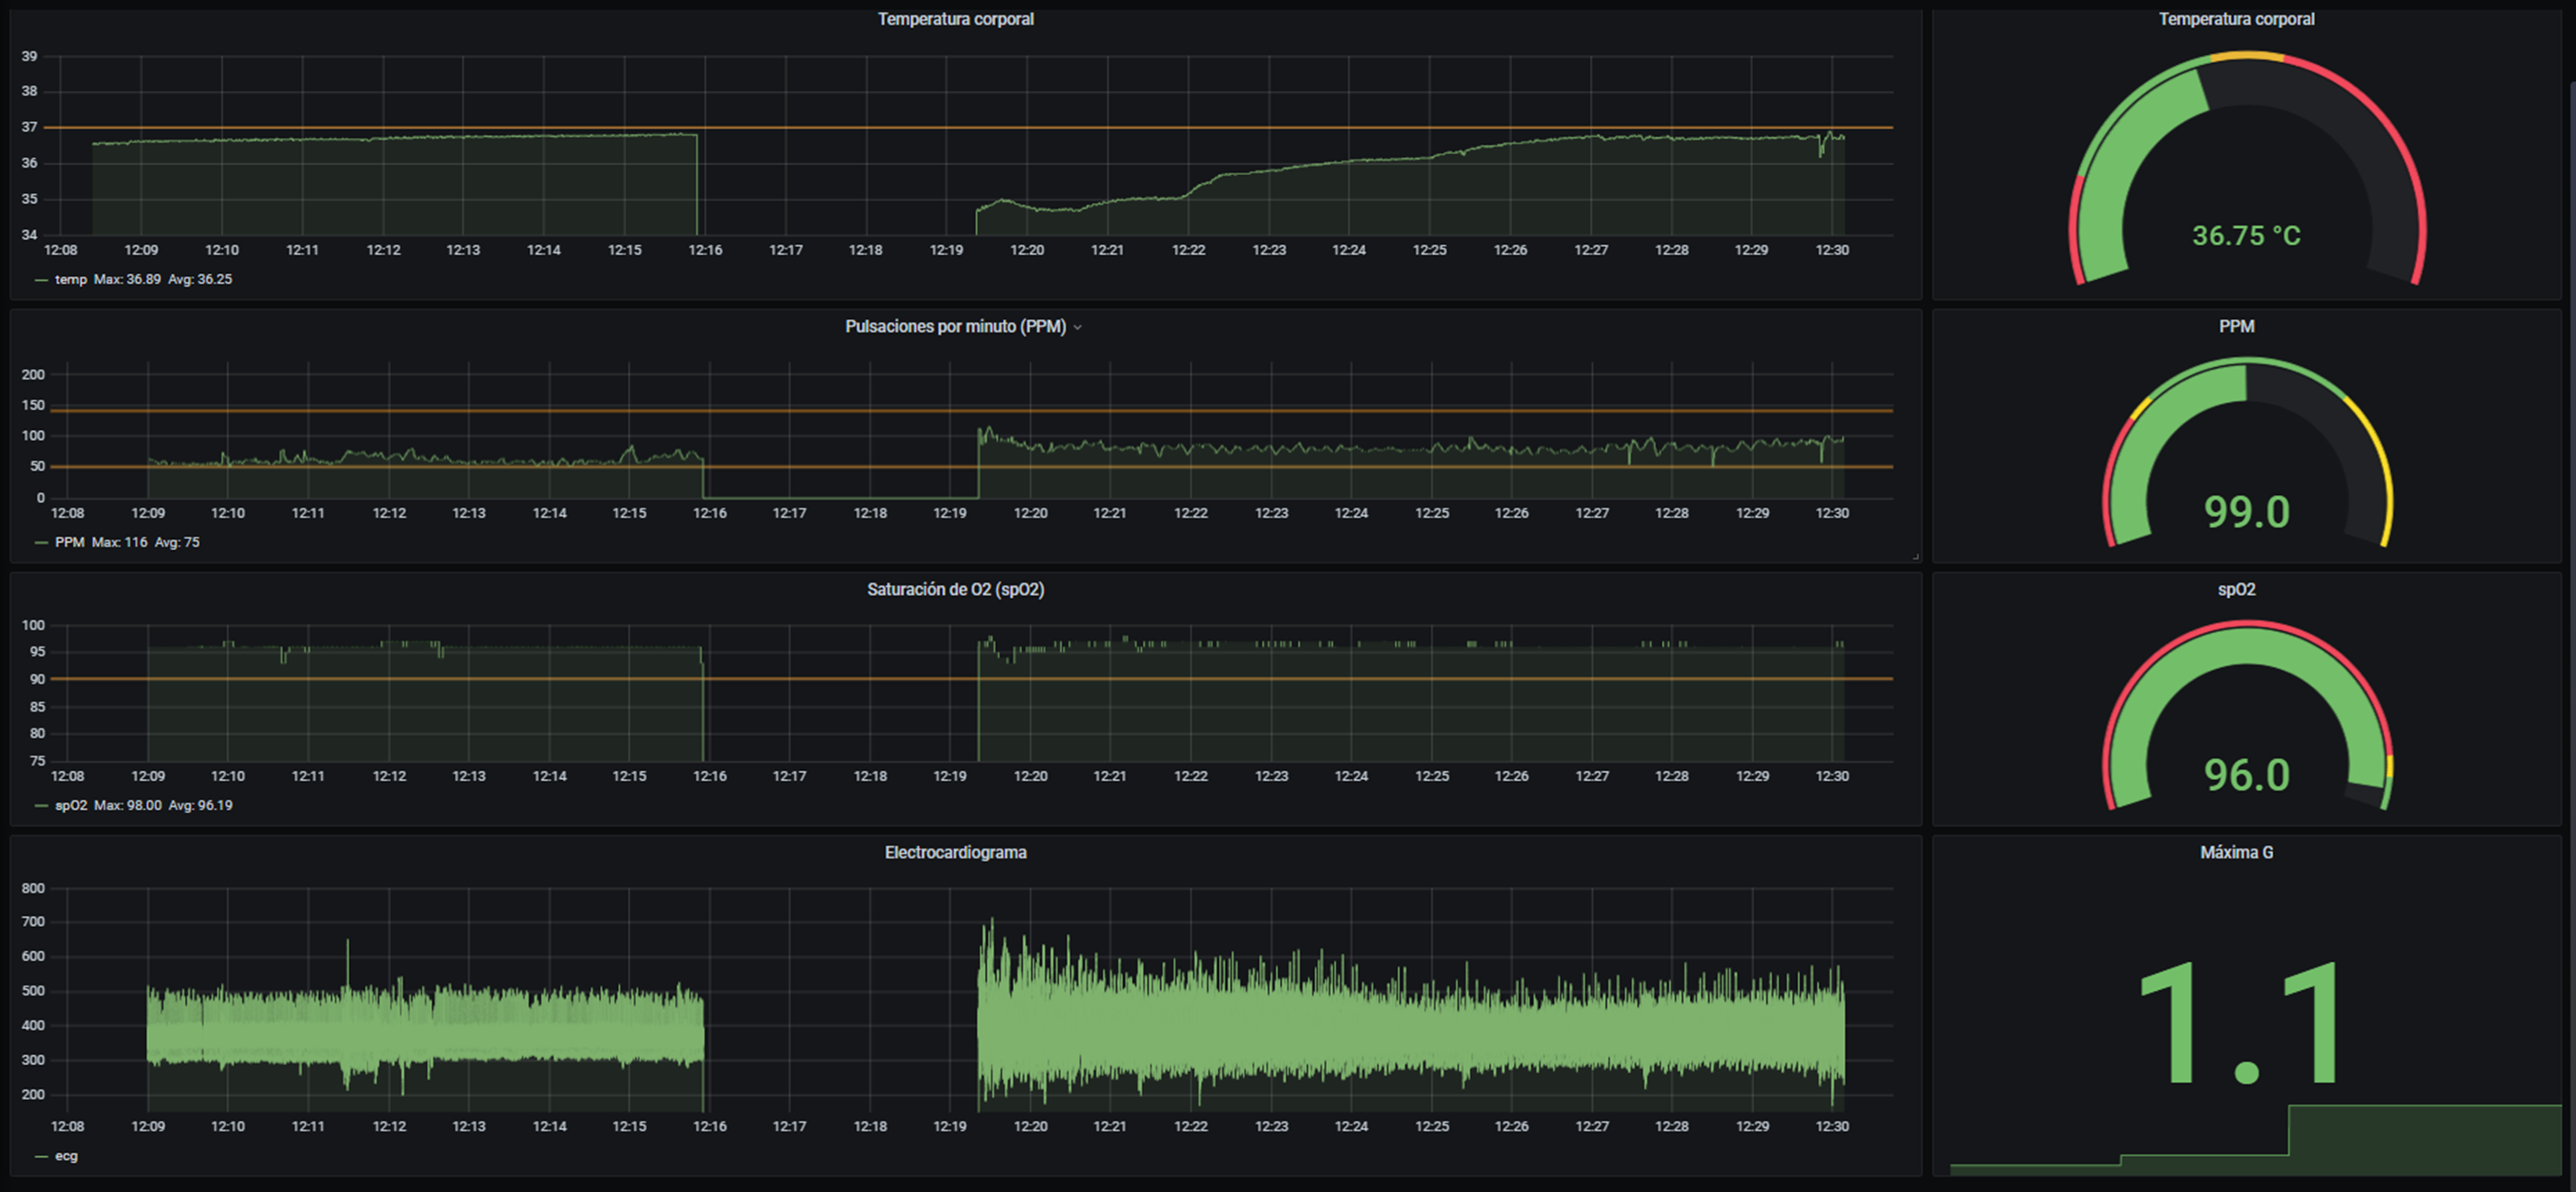 Temperatura corporal
39
38
37
36
35
34
12:08 12:09 12:10 12:11 12:12 12:13 12:14 12:15 12:16 12:17 12:18 12:19 12:20 12:21 12:22 12:23 12:24 12:25 12:26 12:27 12:28 12:29 12:30
temp Max: 36.89 Avg: 36.25
Temperatura corporal
36.75 °C
Pulsaciones por minuto (PPM)
200
150
100
50
0
12:08 12:09 12:10 12:11 12:12 12:13 12:14 12:15 12:16 12:17 12:18 12:19 12:20 12:21 12:22 12:23 12:24 12:25 12:26 12:27 12:28 12:29 12:30
PPM Max: 116 Avg: 75
PPM
99.0
Saturación de O2 (spO2)
100
95
90
85
80
75
12:08 12:09 12:10 12:11 12:12 12:13 12:14 12:15 12:16 12:17 12:18 12:19 12:20 12:21 12:22 12:23 12:24 12:25 12:26 12:27 12:28 12:29 12:30
spO2 Max: 98.00 Avg: 96.19
spO2
96.0
Electrocardiograma
800
700
600
500
400
300
200
12:08 12:09 12:10 12:11 12:12 12:13 12:14 12:15 12:16 12:17 12:18 12:19 12:20 12:21 12:22 12:23 12:24 12:25 12:26 12:27 12:28 12:29 12:30
ecg
Máxima G
1.1